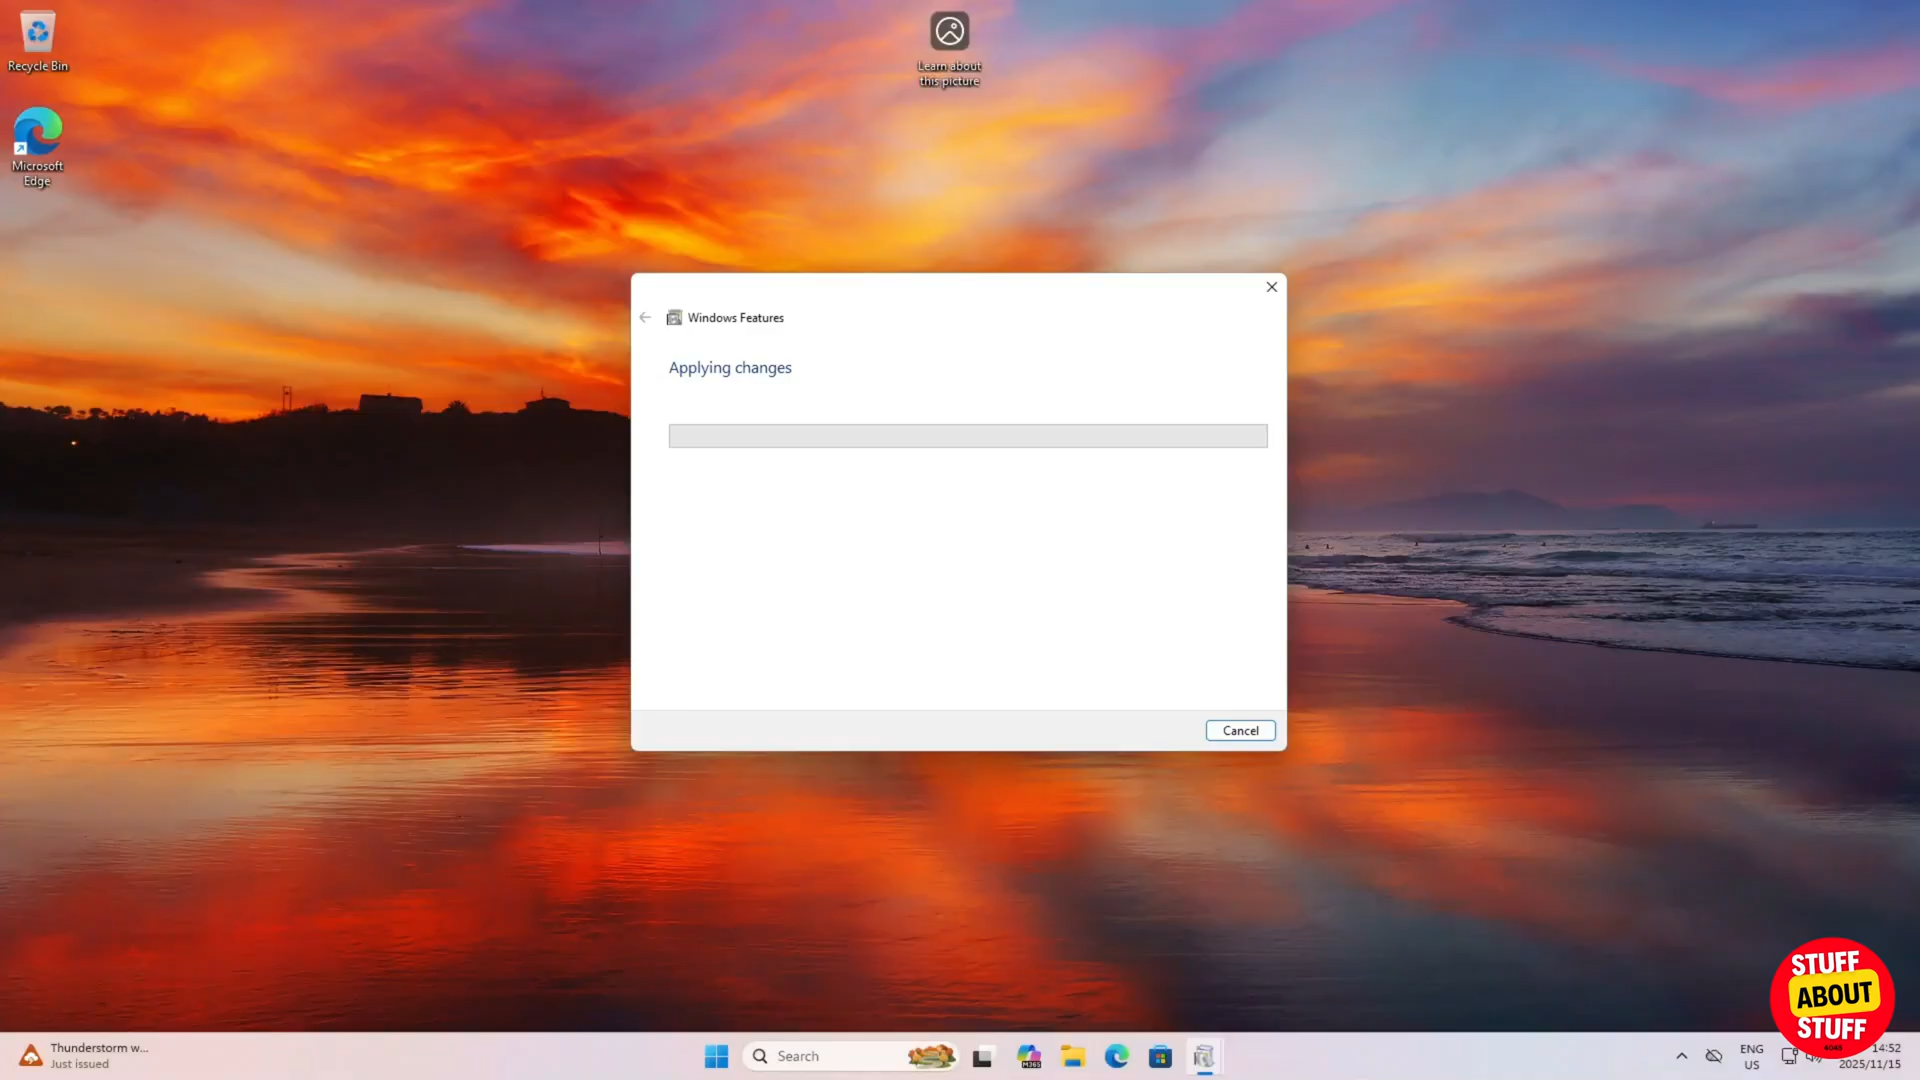 Recycle Bin
Learn about
this picture
Microsoft
Edge
Windows Features
Applying changes
Cancel
STUFF
ABOUT
STUFF
Thunderstorm w...
Just issued
Search
M365
ENG
US
14:52
2025/11/15